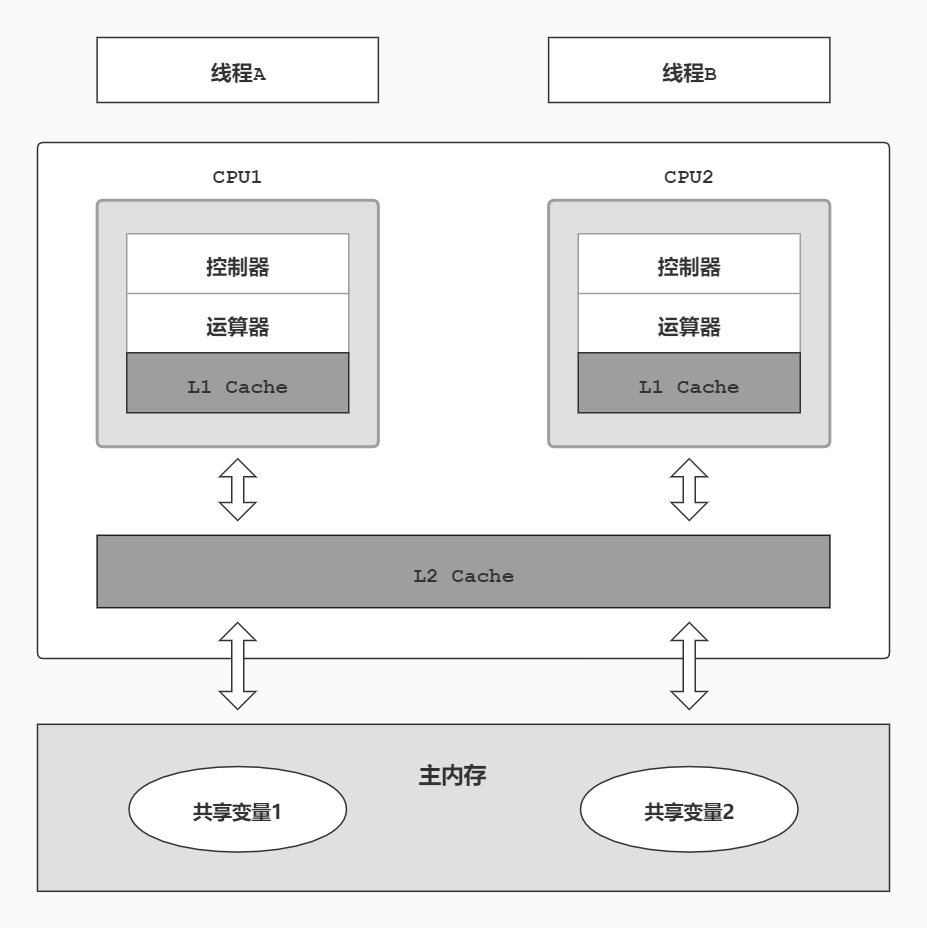 线程A
线程B
CPU1
CPU2
控制器
控制器
运算器
运算器
L1 Cache
L1 Cache
L2 Cache
主内存
共享变量1
共享变量2